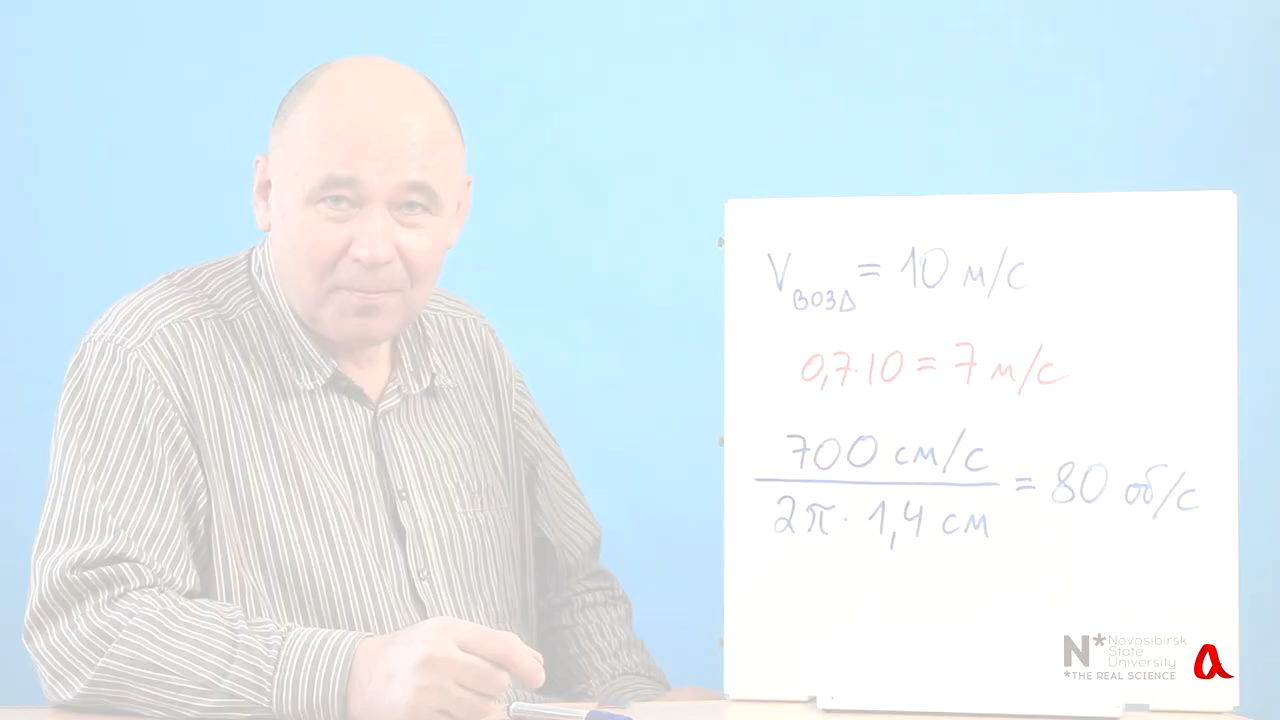 V возд = 10 м/с
0,7·10 = 7 м/с
700 см/с
2π · 1,4 см
= 80 об/с
N* Novosibirsk
State
University
*THE REAL SCIENCE
a